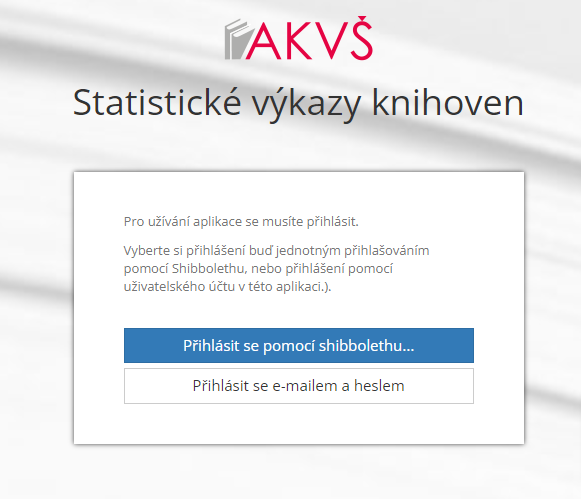 AKVŠ
Statistické výkazy knihoven
Pro užívání aplikace se musíte přihlásit.
Vyberte si přihlášení buď jednotným přihlašováním
pomocí Shibbolethu, nebo přihlášení pomocí
uživatelského účtu v této aplikaci.).
Přihlásit se pomocí shibbolethu...
Přihlásit se e-mailem a heslem